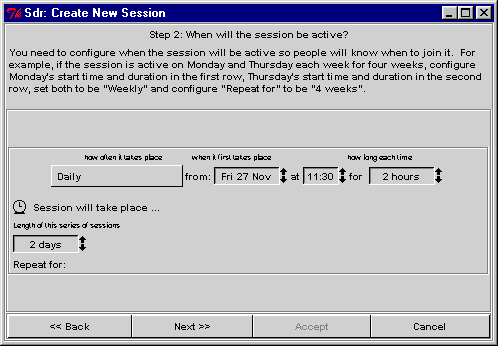 Sdr: Create New Session
Step 2: When will the session be active?
You need to configure when the session will be active so people will know when to join it. For
example, if the session is active on Monday and Thursday each week for four weeks, configure
Monday's start time and duration in the first row, Thursday's start time and duration in the second
row, set both to be "Weekly" and configure "Repeat for" to be "4 weeks".
how often it takes place when it first takes place how long each time
Daily from: Fri 27 Nov at 11:30 for 2 hours
Session will take place ...
Length of this series of sessions
2 days
Repeat for:
<< Back Next >> Accept Cancel